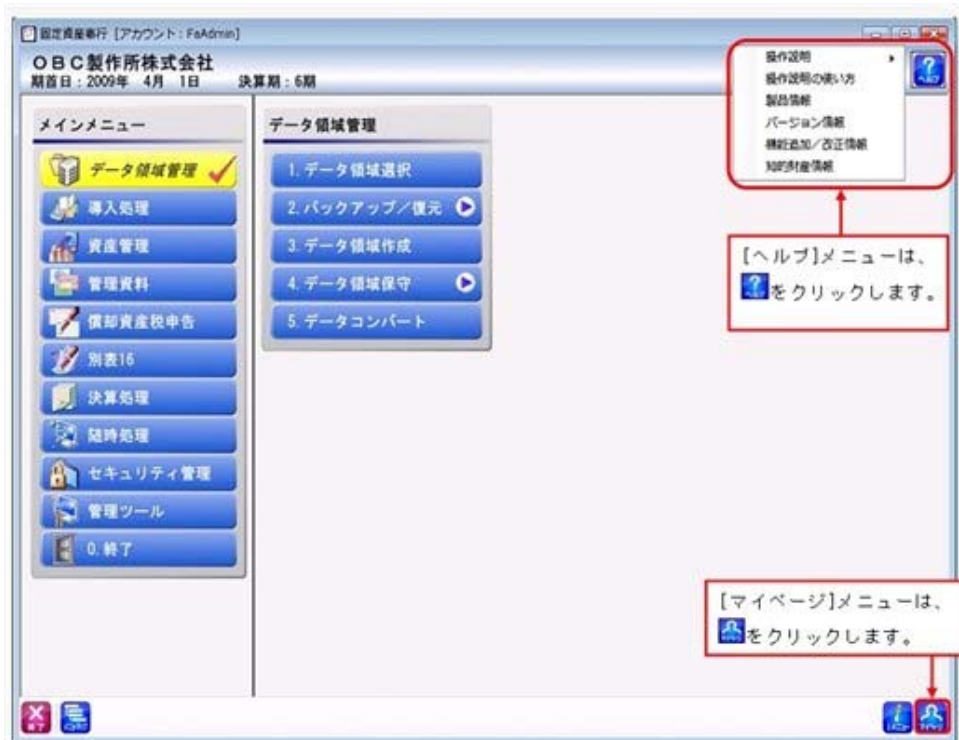 固定資産奉行 [アカウント：FaAdmin]
ＯＢＣ製作所株式会社
期首日：2009年 4月 1日 決算期：6期
操作説明
操作説明の使い方
製品情報
バージョン情報
機能追加／改正情報
知的財産情報
ヘルプ
メインメニュー
データ領域管理
導入処理
資産管理
管理資料
償却資産税申告
別表16
決算処理
随時処理
セキュリティ管理
管理ツール
0. 終了
データ領域管理
1. データ領域選択
2. バックアップ／復元
3. データ領域作成
4. データ領域保守
5. データコンバート
[ヘルプ]メニューは、
をクリックします。
[マイページ]メニューは、
をクリックします。
終了